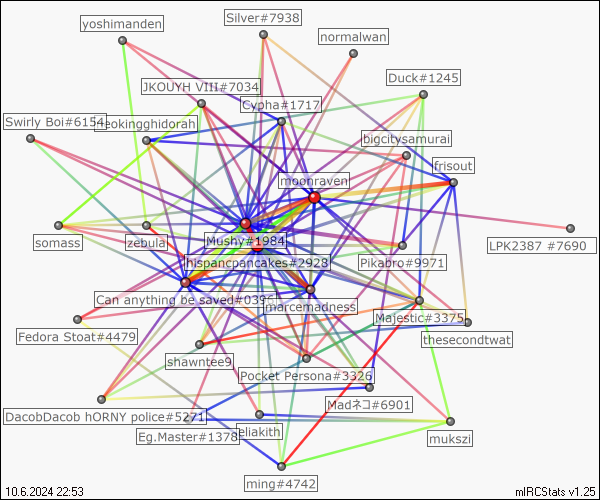 yoshimanden
Silver#7938
normalwan
Duck#1245
JKOUYH VIII#7034
Cypha#1717
Swirly Boi#6154
neokingghidorah
bigcitysamurai
frisout
moonraven
somass
zebula
Mushy#1984
LPK2387 #7690
hispancpancakes#2928
Pikabro#9971
Can anything be saved#039
marcemadness
Majestic#3375
Fedora Stoat#4479
thesecondtwat
shawntee9
Pocket Persona#3326
Madネコ#6901
DacobDacob hORNY police#5271
Eg.Master#1378
eliakith
mukszi
ming#4742
10.6.2024 22:53
mIRCStats v1.25